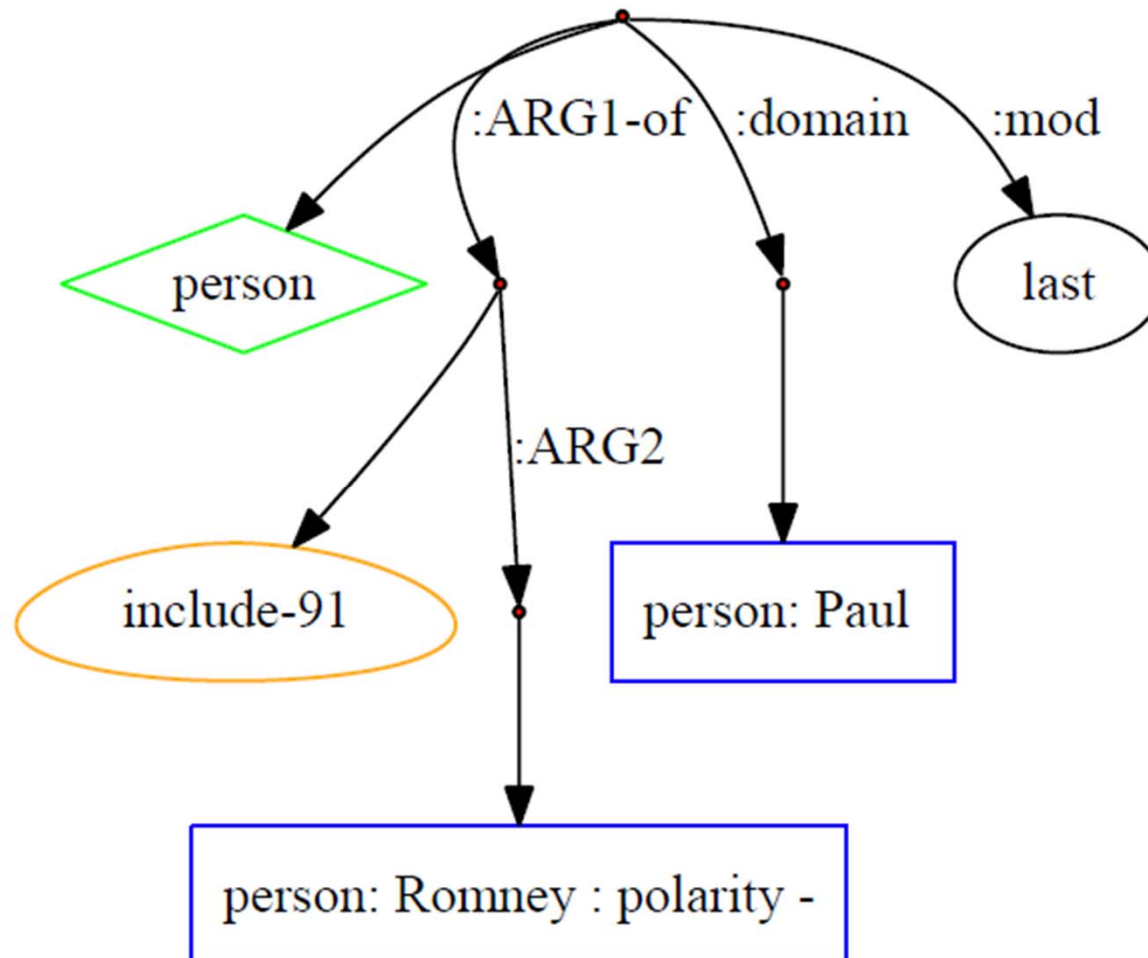 :ARG1-of :domain :mod
person last
:ARG2
include-91 person: Paul
person: Romney : polarity -